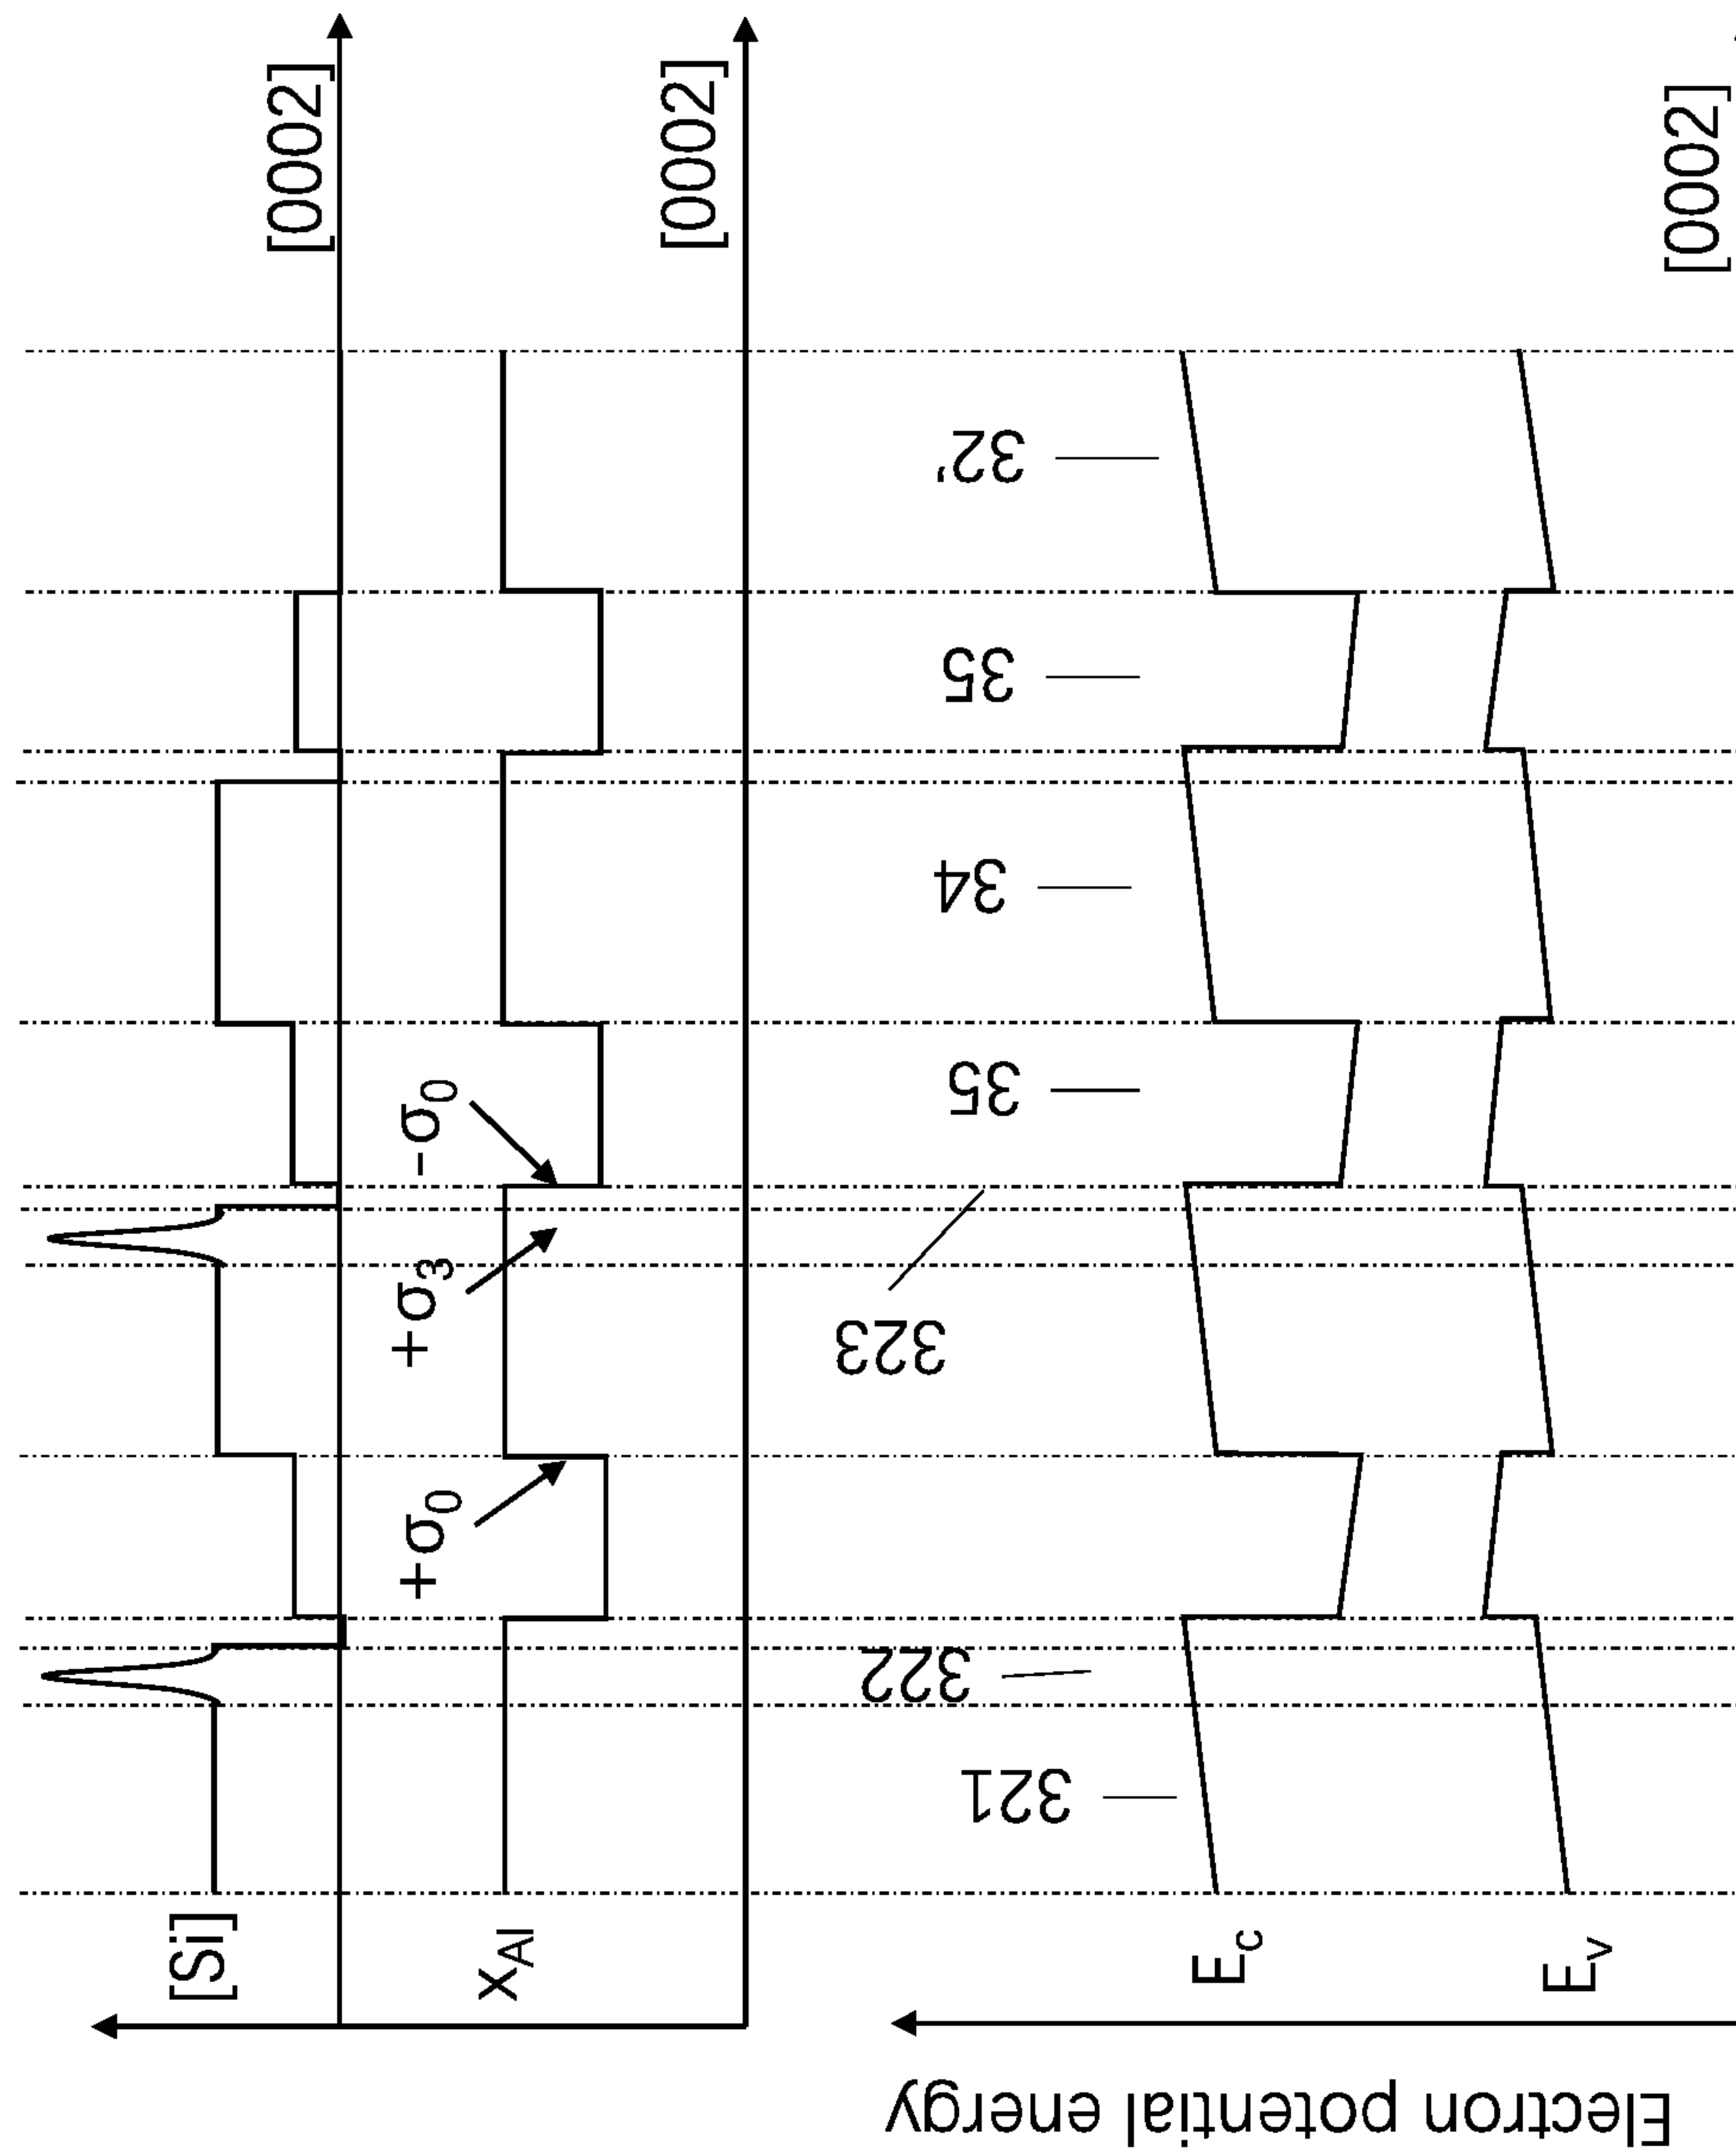 [Si]
[0002]
xAl
+σ0
+σ3
-σ0
[0002]
Electron potential energy
Ec
Ev
321
322
323
35
34
35
32'
[0002]